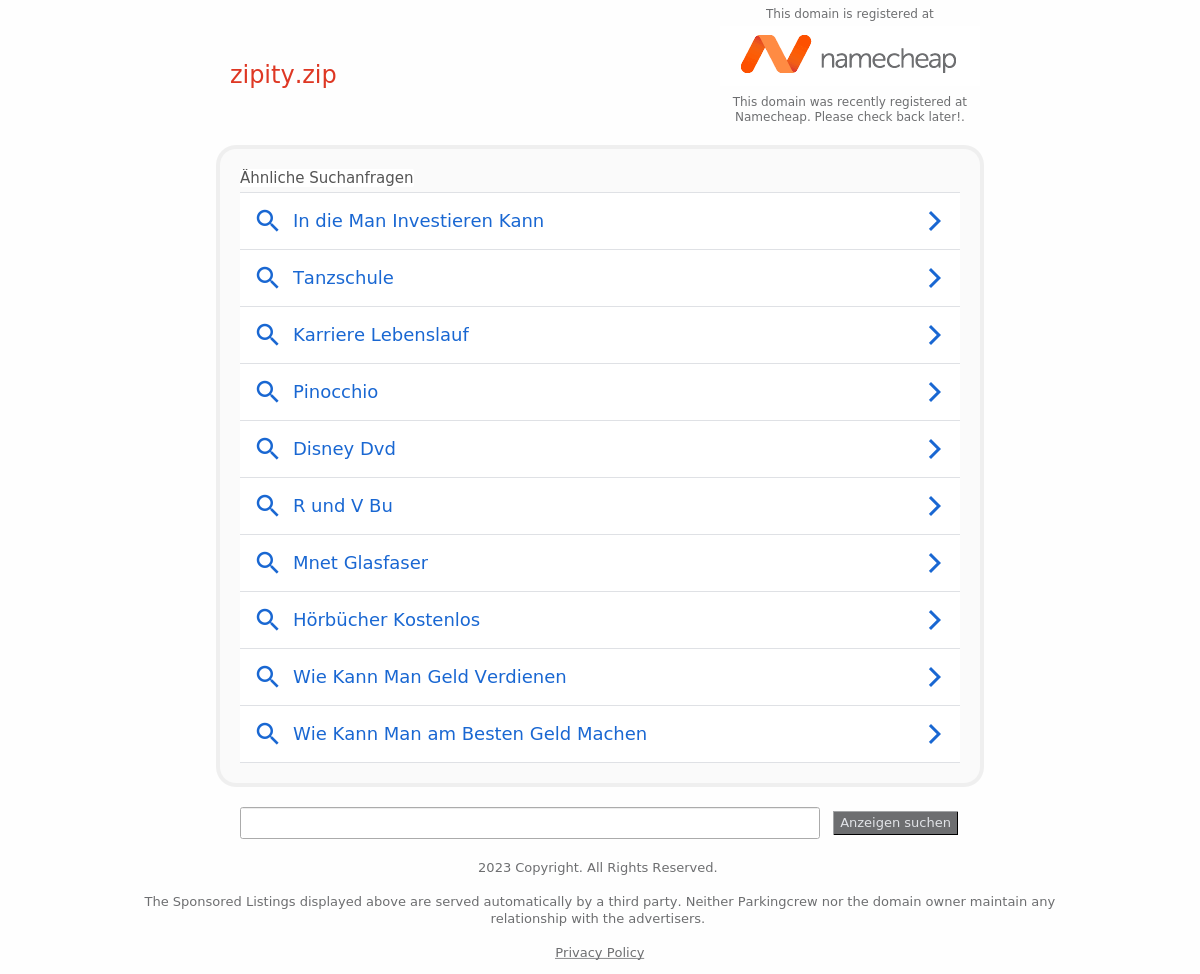 This domain is registered at
namecheap
zipity.zip
This domain was recently registered at
Namecheap. Please check back later!.
Ähnliche Suchanfragen
In die Man Investieren Kann
Tanzschule
Karriere Lebenslauf
Pinocchio
Disney Dvd
R und V Bu
Mnet Glasfaser
Hörbücher Kostenlos
Wie Kann Man Geld Verdienen
Wie Kann Man am Besten Geld Machen
Anzeigen suchen
2023 Copyright. All Rights Reserved.
The Sponsored Listings displayed above are served automatically by a third party. Neither Parkingcrew nor the domain owner maintain any
relationship with the advertisers.
Privacy Policy